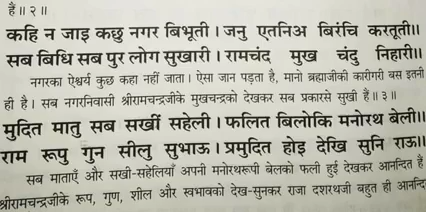 हैं॥ २॥
कहि न जाइ कछु नगर बिभूती। जनु एतनिअ बिरंचि करतूती॥
सब बिधि सब पुर लोग सुखारी। रामचंद मुख चंदु निहारी॥
नगरका ऐश्वर्य कुछ कहा नहीं जाता। ऐसा जान पड़ता है, मानो ब्रह्माजीकी कारीगरी बस इतनी
ही है। सब नगरनिवासी श्रीरामचन्द्रजीके मुखचन्द्रको देखकर सब प्रकारसे सुखी हैं॥ ३॥
मुदित मातु सब सखीं सहेली। फलित बिलोकि मनोरथ बेली॥
राम रूपु गुन सीलु सुभाऊ। प्रमुदित होइ देखि सुनि राऊ॥
सब माताएँ और सखी-सहेलियाँ अपनी मनोरथरूपी बेलको फली हुई देखकर आनन्दित हैं
श्रीरामचन्द्रजीके रूप, गुण, शील और स्वभावको देख-सुनकर राजा दशरथजी बहुत ही आनन्दि